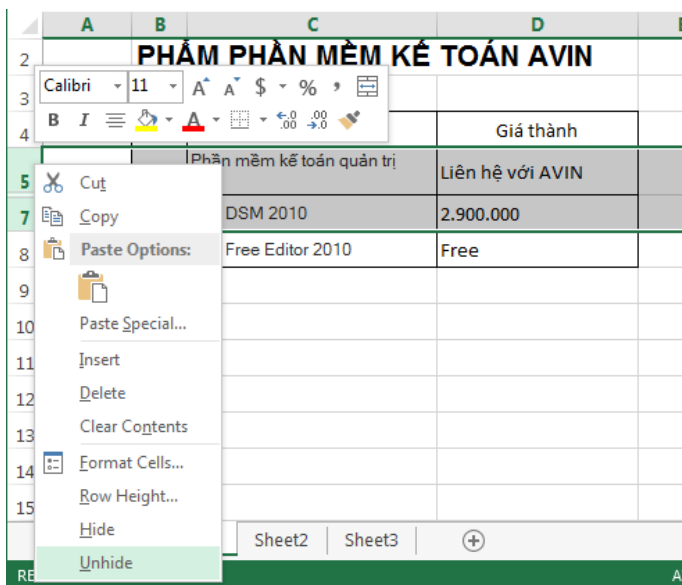 A B C D
2 PHẨM PHẦN MỀM KẾ TOÁN AVIN
Calibri 11 A A $ % ,
3
B I A .00 .00
4 Giá thành
5 Phần mềm kế toán quản trị Liên hệ với AVIN
Cut
7 DSM 2010 2.900.000
Copy
8 Free Editor 2010 Free
Paste Options:
9
10
Paste Special...
11
Insert
12
Delete
Clear Contents
13
14
Format Cells...
Row Height...
15
Hide
Sheet2 Sheet3
Unhide
RE
A